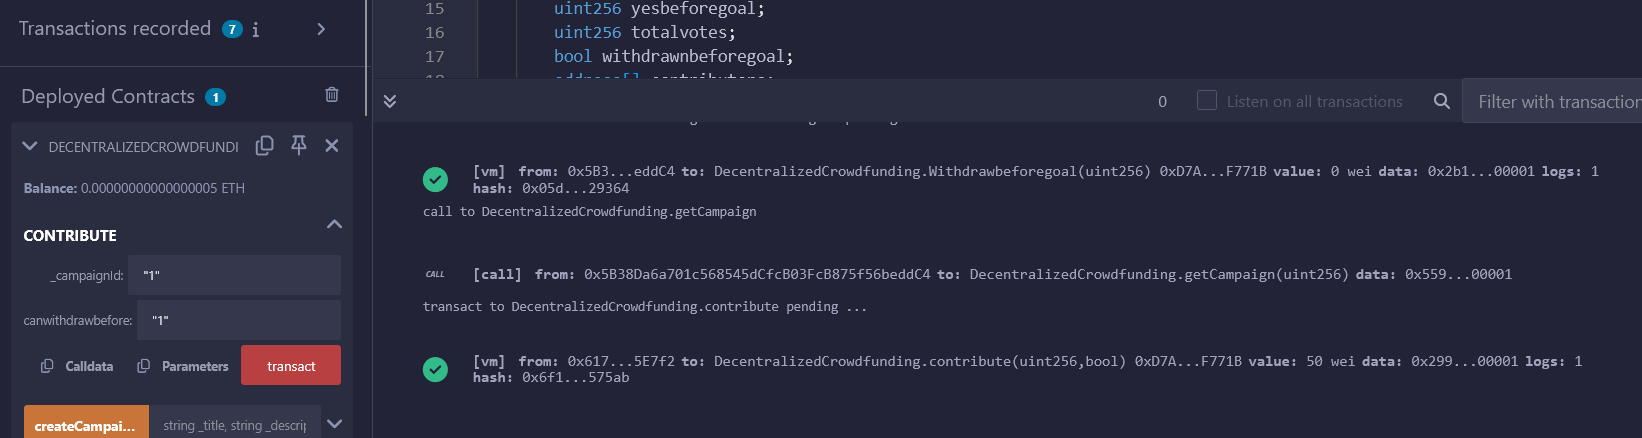 Transactions recorded 7 i
Deployed Contracts 1
DECENTRALIZEDCROWDFUNDI
Balance: 0.00000000000000005 ETH
CONTRIBUTE
_campaignId: "1"
canwithdrawbefore: "1"
Calldata Parameters transact
createCampai... string _title, string _descrip
15 uint256 yesbeforegoal;
16 uint256 totalvotes;
17 bool withdrawnbeforegoal;
0 Listen on all transactions Filter with transaction
[vm] from: 0x5B3...eddC4 to: DecentralizedCrowdfunding.Withdrawbeforegoal(uint256) 0xD7A...F771B value: 0 wei data: 0x2b1...00001 logs: 1
hash: 0x05d...29364
call to DecentralizedCrowdfunding.getCampaign
CALL [call] from: 0x5B38Da6a701c568545dCfcB03FcB875f56beddC4 to: DecentralizedCrowdfunding.getCampaign(uint256) data: 0x559...00001
transact to DecentralizedCrowdfunding.contribute pending ...
[vm] from: 0x617...5E7f2 to: DecentralizedCrowdfunding.contribute(uint256,bool) 0xD7A...F771B value: 50 wei data: 0x299...00001 logs: 1
hash: 0x6f1...575ab